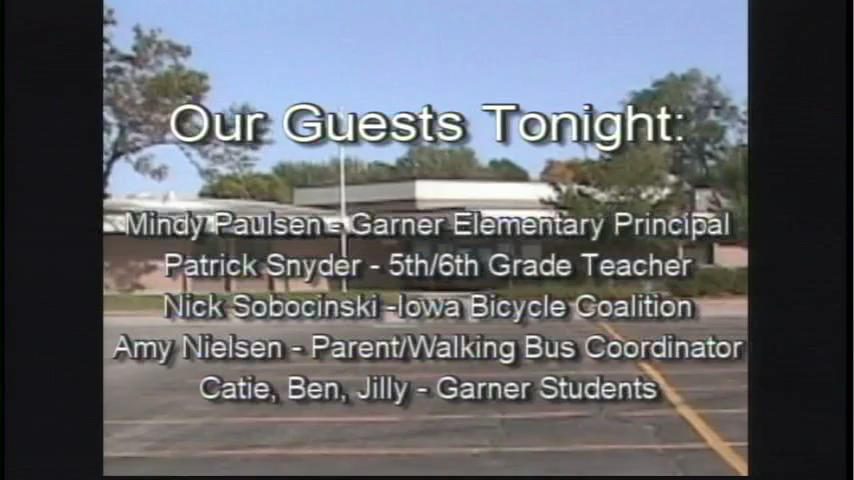 Our Guests Tonight:
Mindy Paulsen - Garner Elementary Principal
Patrick Snyder - 5th/6th Grade Teacher
Nick Sobocinski -Iowa Bicycle Coalition
Amy Nielsen - Parent/Walking Bus Coordinator
Catie, Ben, Jilly - Garner Students